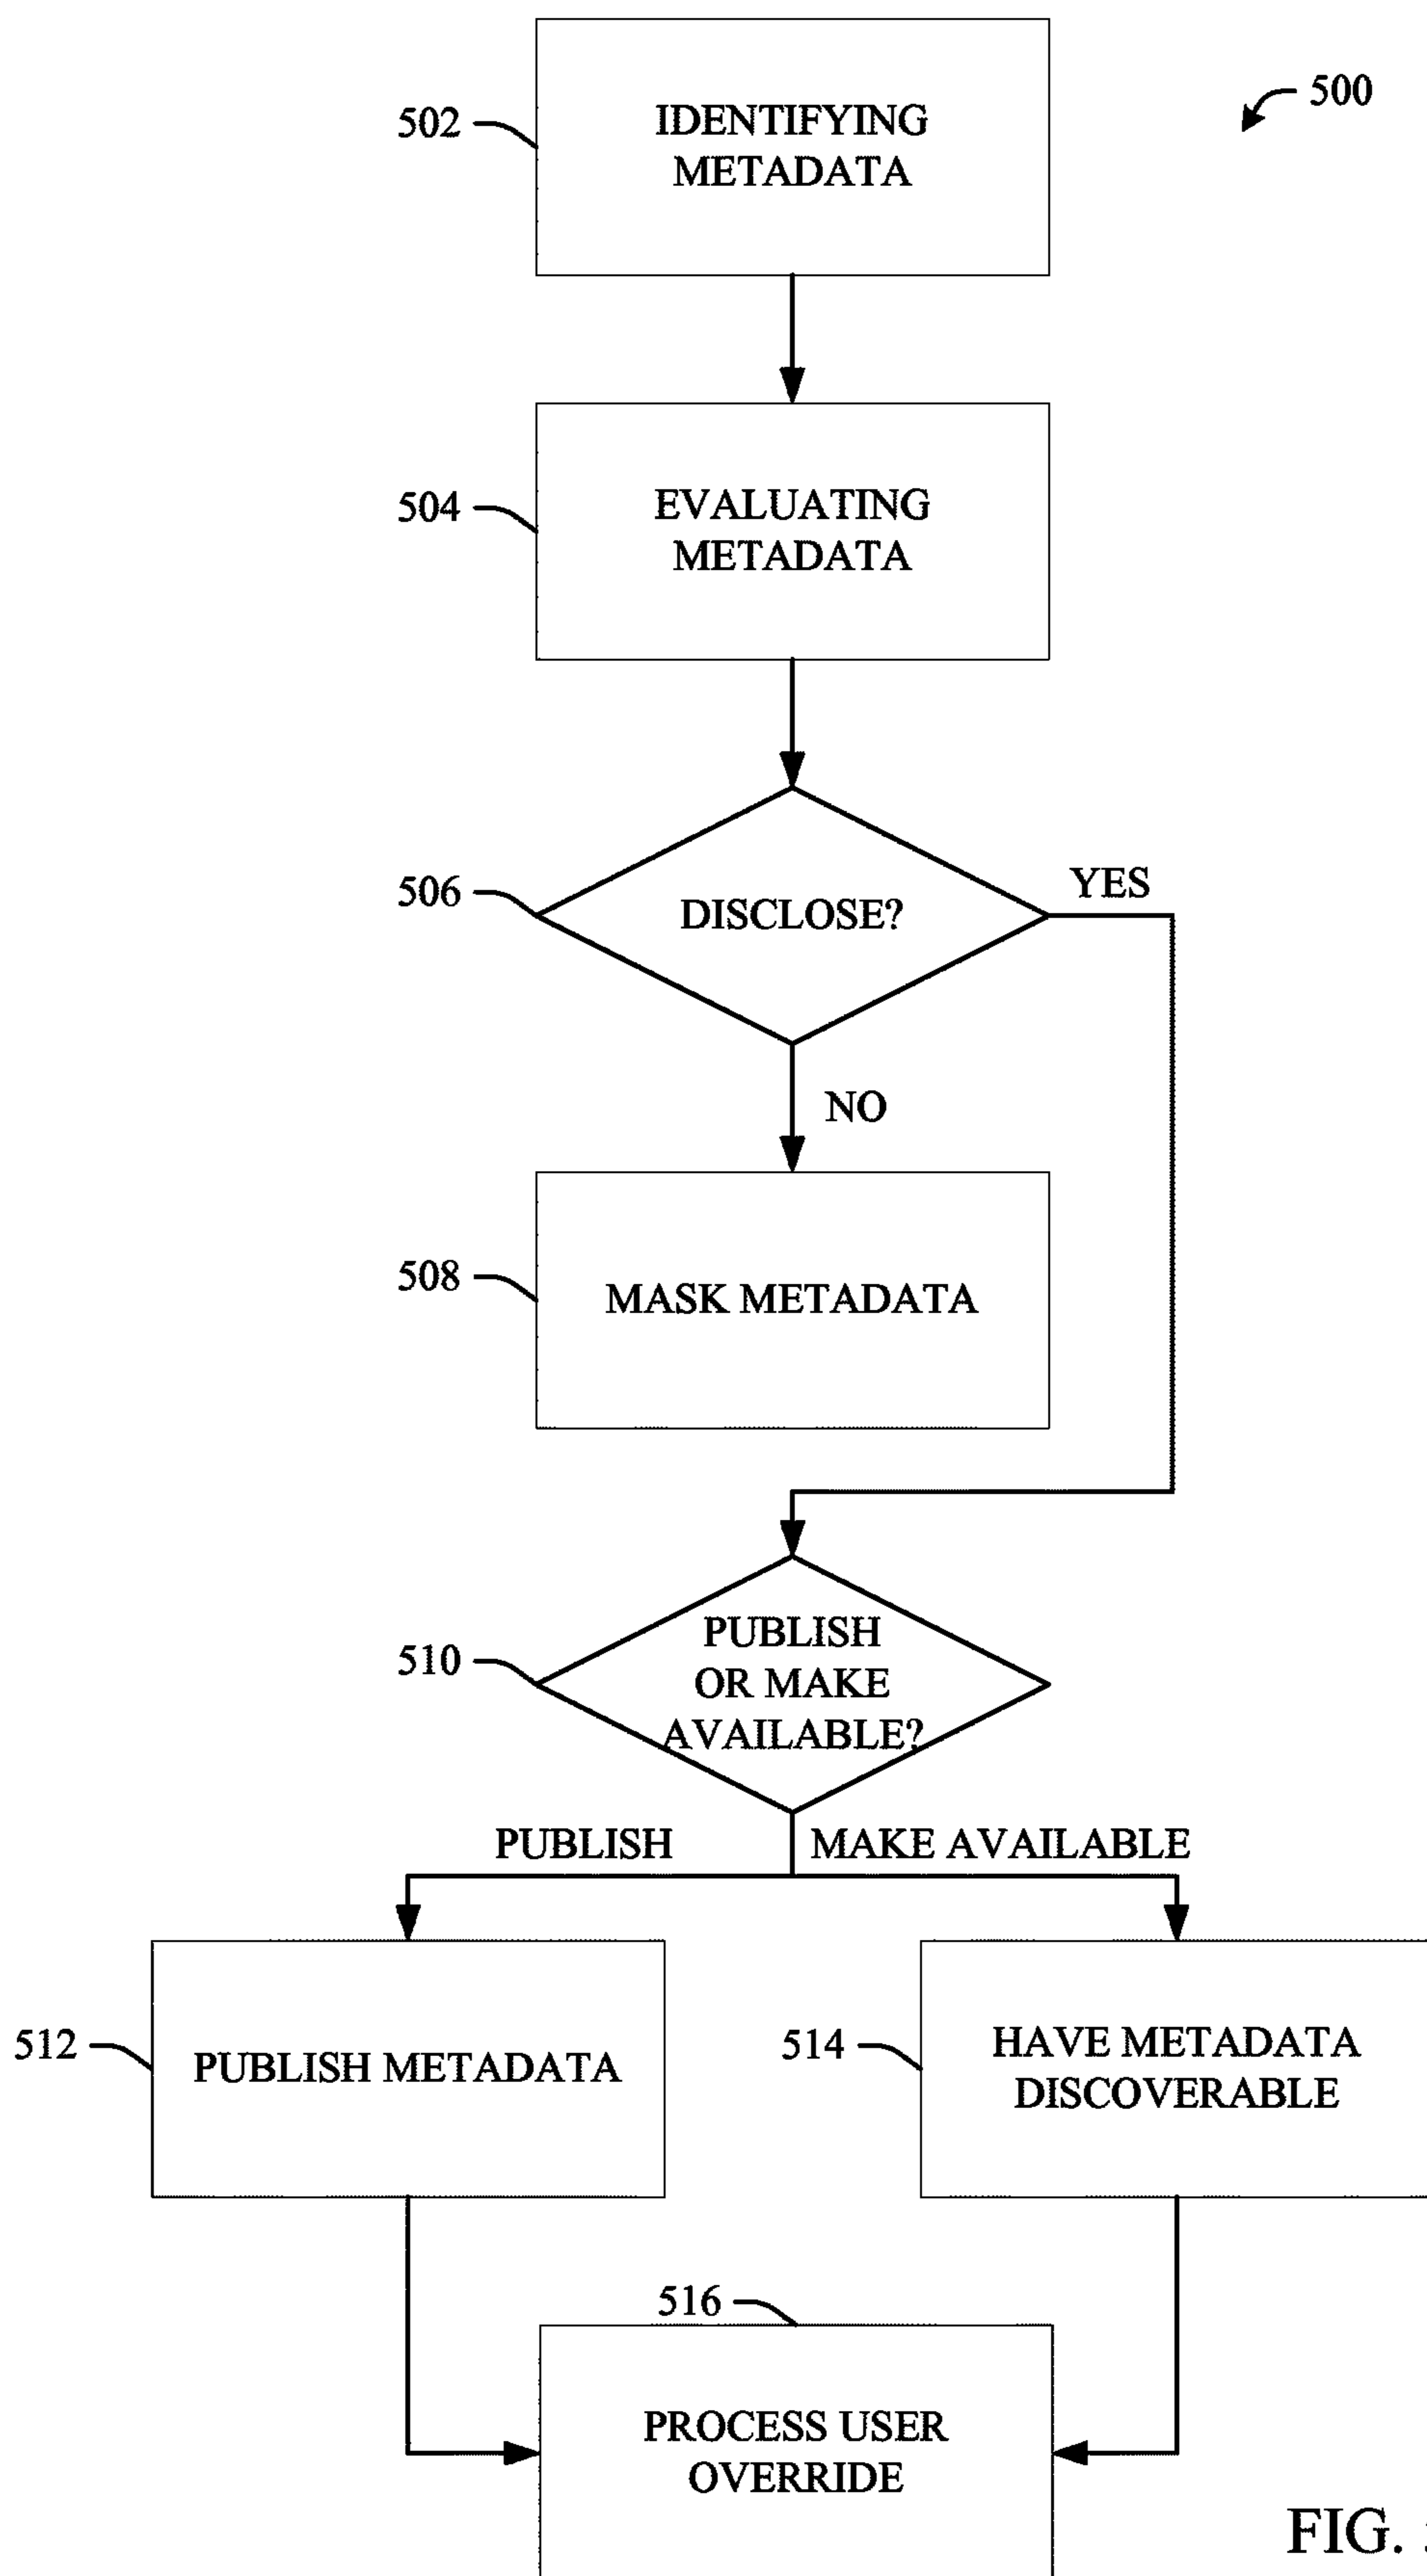 500
502
IDENTIFYING
METADATA
504
EVALUATING
METADATA
506
DISCLOSE?
YES
NO
508
MASK METADATA
510
PUBLISH
OR MAKE
AVAILABLE?
PUBLISH
MAKE AVAILABLE
512
PUBLISH METADATA
514
HAVE METADATA
DISCOVERABLE
516
PROCESS USER
OVERRIDE
FIG.